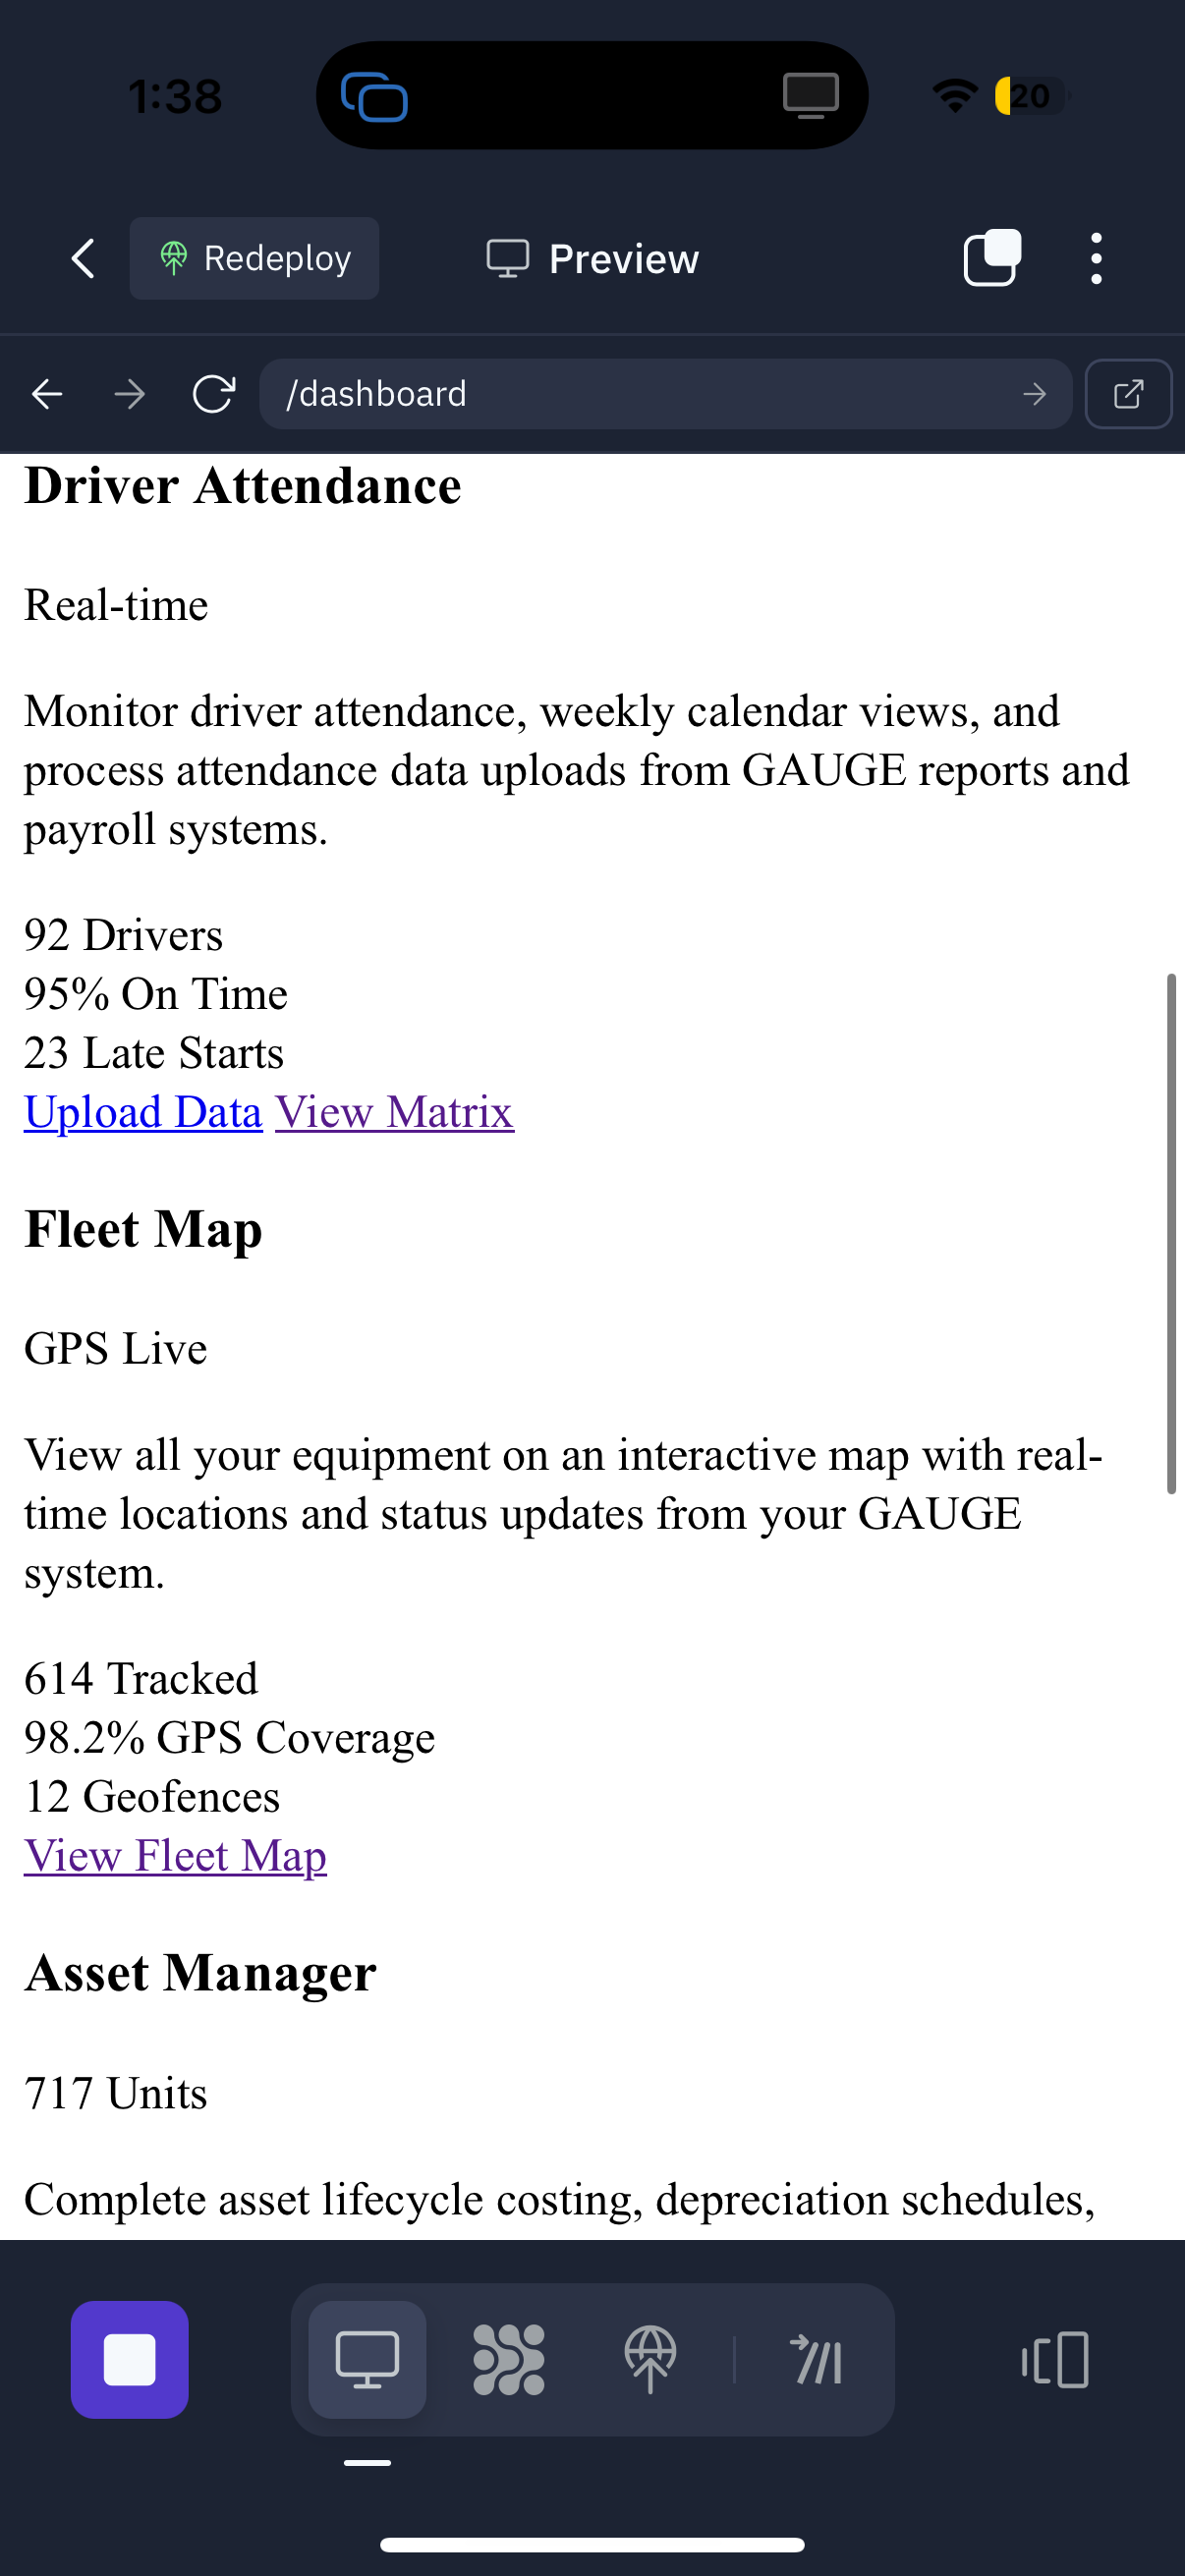 1:38
20
Redeploy
Preview
/dashboard
Driver Attendance
Real-time
Monitor driver attendance, weekly calendar views, and
process attendance data uploads from GAUGE reports and
payroll systems.
92 Drivers
95% On Time
23 Late Starts
Upload Data View Matrix
Fleet Map
GPS Live
View all your equipment on an interactive map with real-
time locations and status updates from your GAUGE
system.
614 Tracked
98.2% GPS Coverage
12 Geofences
View Fleet Map
Asset Manager
717 Units
Complete asset lifecycle costing, depreciation schedules,